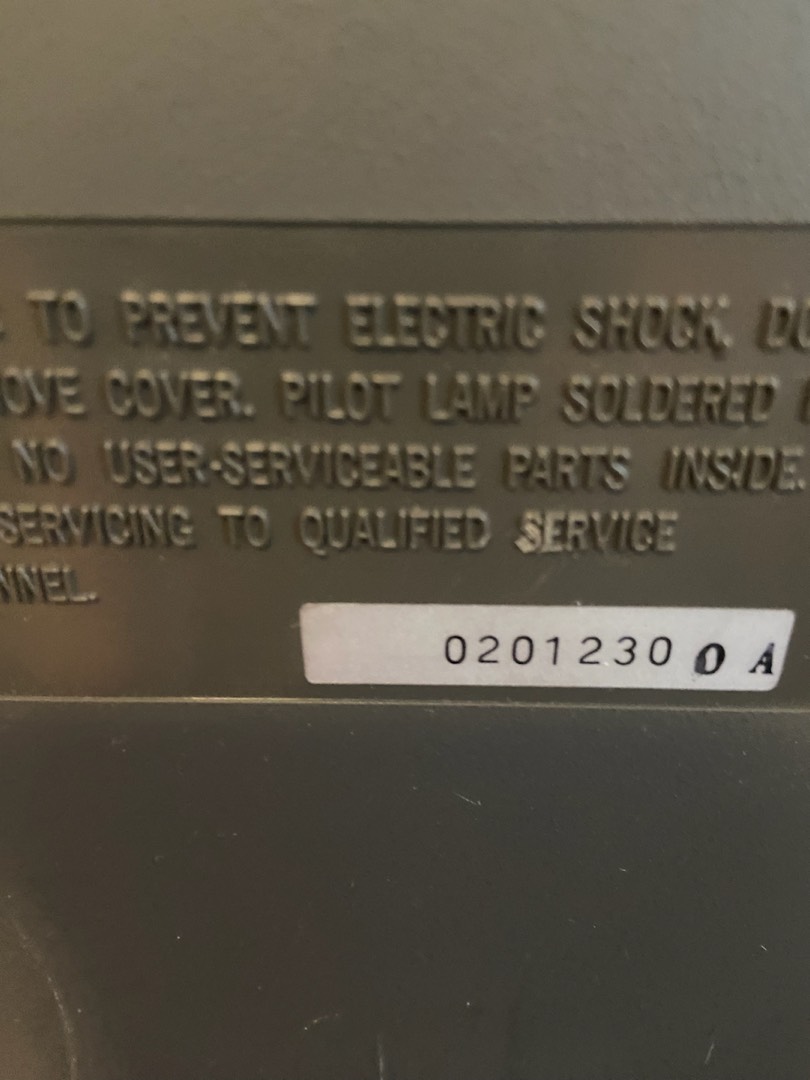 TO PREVENT ELECTRIC SHOCK, DO
OVE COVER. PILOT LAMP SOLDERED
NO USER-SERVICEABLE PARTS INSIDE.
SERVICING TO QUALIFIED SERVICE
NNEL.
0201230 0 A